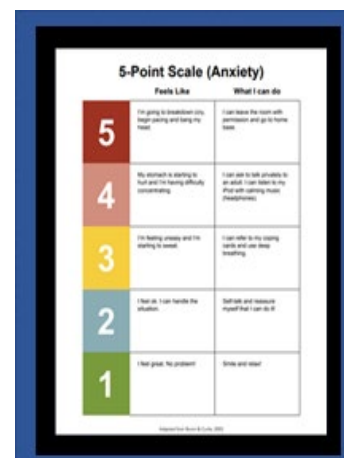 5-Point Scale (Anxiety)
Feels Like What I can do
5
I'm going to breakdown (cry,
begin pacing and bang my
head.
I can leave the room with
permission and go to home
base.
4
My stomach is starting to
hurt and I'm having difficulty
concentrating.
I can ask to talk privately to
an adult. I can listen to my
iPod with calming music
(headphones).
3
I'm feeling uneasy and I'm
starting to sweat.
I can refer to my coping
cards and use deep
breathing.
2
I feel ok. I can handle the
situation.
Self-talk and reassure
myself that I can do it!
1
I feel great. No problem!
Smile and relax!
Adapted from Buron & Curtis, 2003